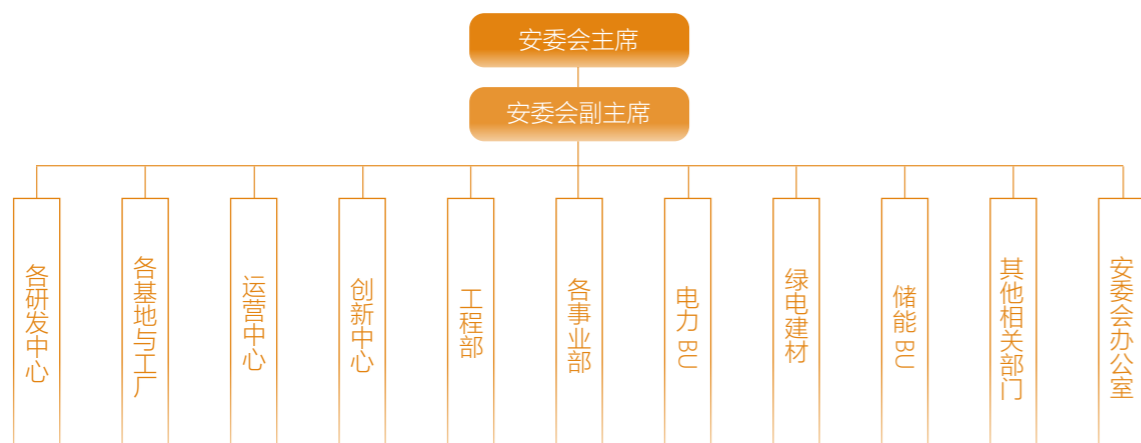 安委会主席
安委会副主席
各研发中心
各基地与工厂
运营中心
创新中心
工程部
各事业部
电力 BU
绿电建材
储能 BU
其他相关部门
安委会办公室